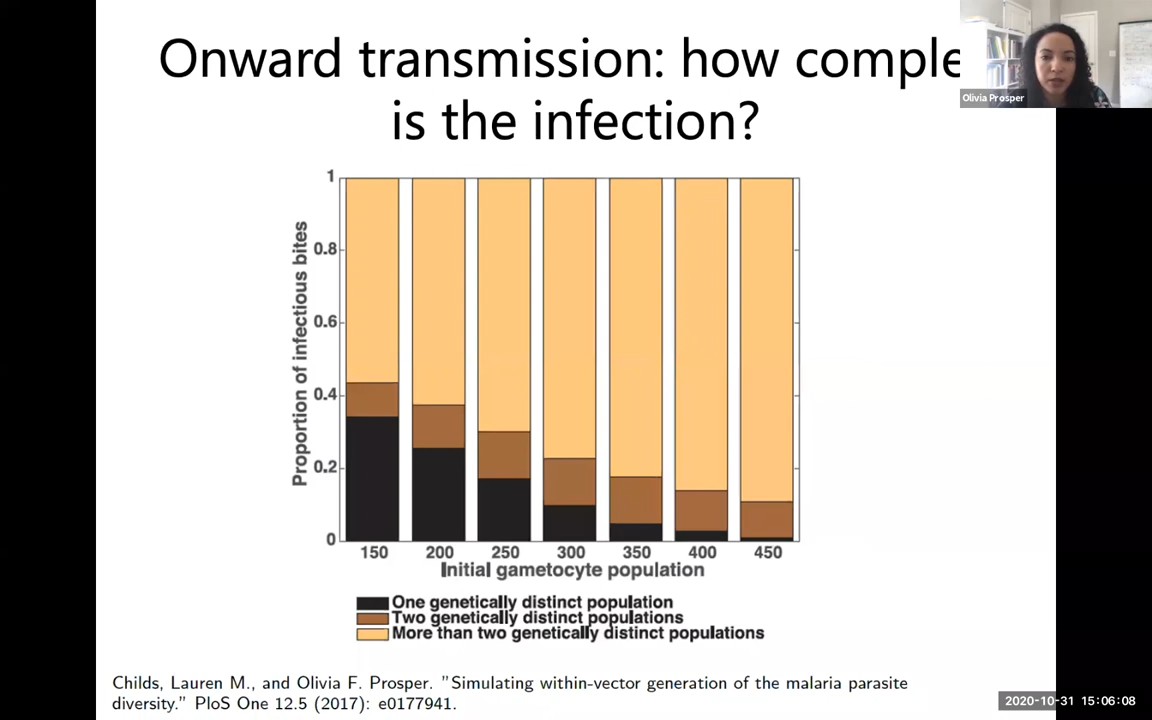 Onward transmission: how comple
is the infection?
Olivia Prosper
Proportion of infectious bites
1
0.8
0.6
0.4
0.2
0
150 200 250 300 350 400 450
Initial gametocyte population
One genetically distinct population
Two genetically distinct populations
More than two genetically distinct populations
Childs, Lauren M., and Olivia F. Prosper. "Simulating within-vector generation of the malaria parasite
diversity." PloS One 12.5 (2017): e0177941.
2020-10-31 15:06:08